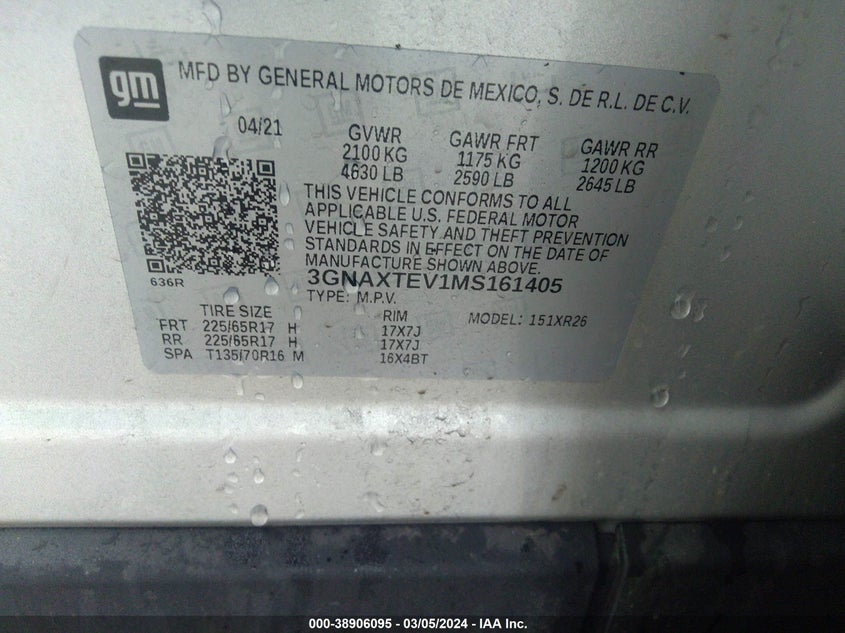 gm
MFD BY GENERAL MOTORS DE MEXICO, S. DE R.L. DE C.V.
04/21 GVWR GAWR FRT GAWR RR
2100 KG 1175 KG 1200 KG
4630 LB 2590 LB 2645 LB
THIS VEHICLE CONFORMS TO ALL
APPLICABLE U.S. FEDERAL MOTOR
VEHICLE SAFETY AND THEFT PREVENTION
STANDARDS IN EFFECT ON THE DATE OF
MANUFACTURE SHOWN ABOVE.
636R 3GNAXTEV1MS161405
TYPE: M.P.V.
TIRE SIZE RIM MODEL: 151XR26
FRT 225/65R17 H 17X7J
RR 225/65R17 H 17X7J
SPA T135/70R16 M 16X4BT
000-38906095 - 03/05/2024 - IAA Inc.